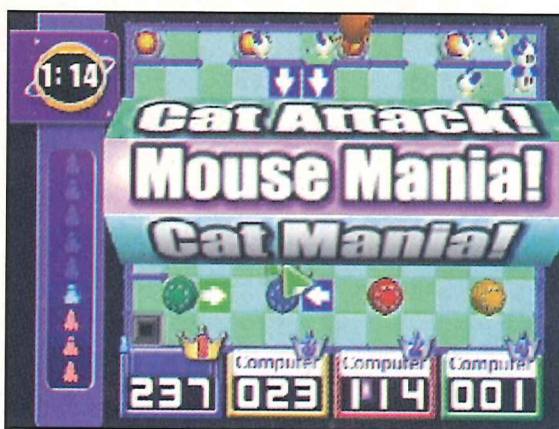 1:14
Cat Attack!
Mouse Mania!
Cat Mania!
Computer Computer Computer
237 023 114 001